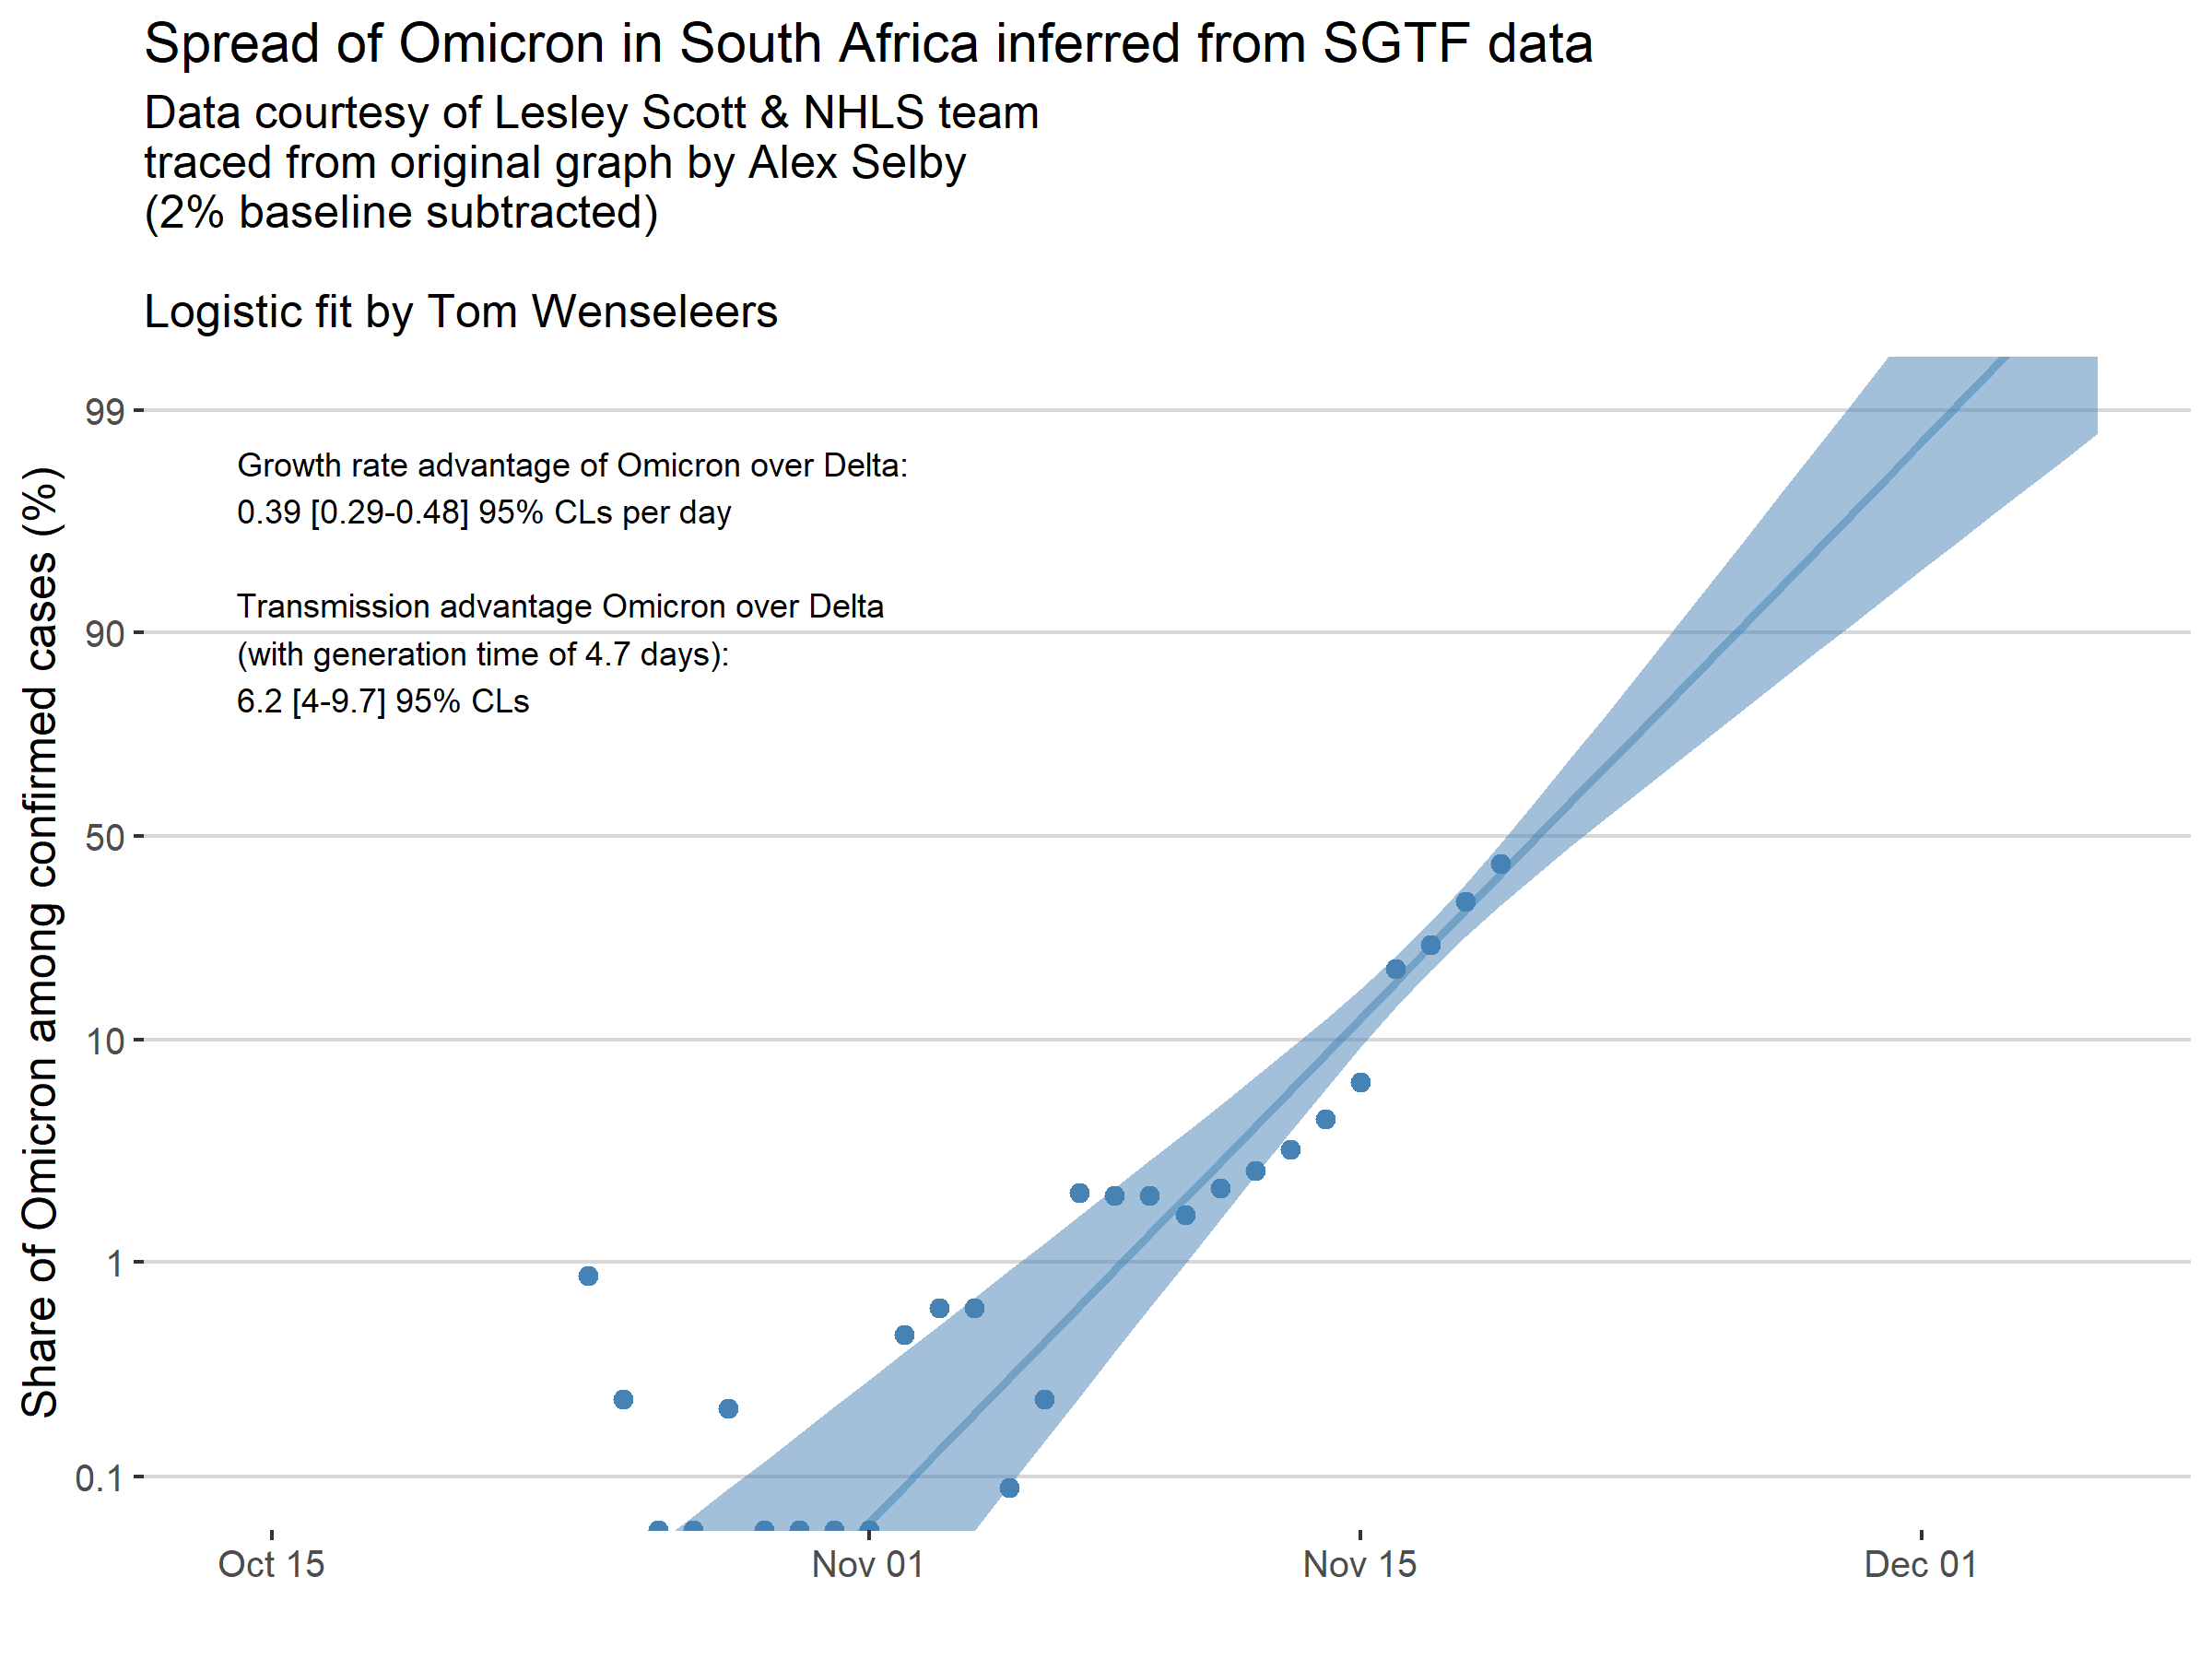 Spread of Omicron in South Africa inferred from SGTF data
Data courtesy of Lesley Scott & NHLS team
traced from original graph by Alex Selby
(2% baseline subtracted)
Logistic fit by Tom Wenseleers
Share of Omicron among confirmed cases (%)
99
90
50
10
1
0.1
Growth rate advantage of Omicron over Delta:
0.39 [0.29-0.48] 95% CLs per day
Transmission advantage Omicron over Delta
(with generation time of 4.7 days):
6.2 [4-9.7] 95% CLs
Oct 15
Nov 01
Nov 15
Dec 01